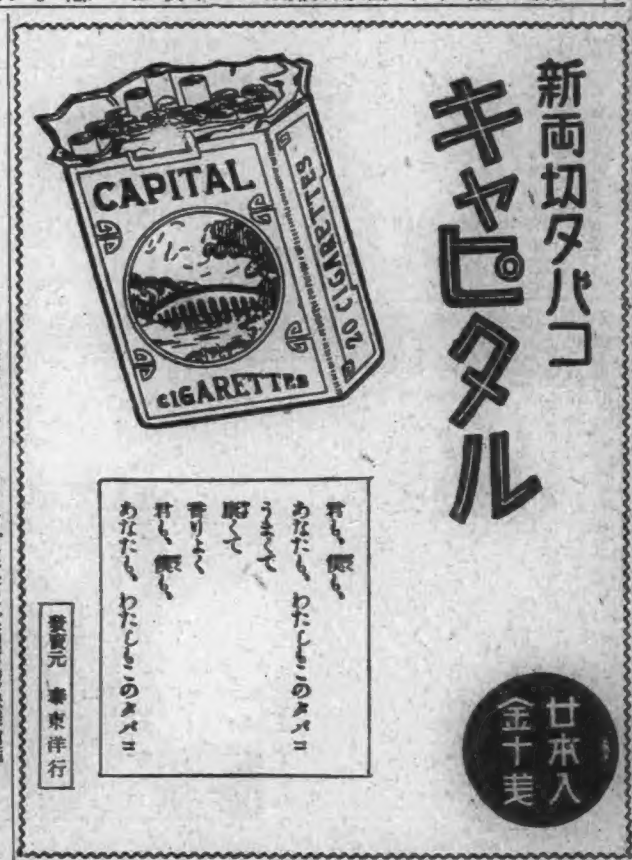 新両切タバコ
キャピタル
CAPITAL
CIGARETTES
20 CIGARETTES
君も、僕も、
あなたも、わたしもこのタバコ
うまくて
安くて
香りよく
君も、僕も、
あなたも、わたしもこのタバコ
廿本入
金十
發賣元 東洋行